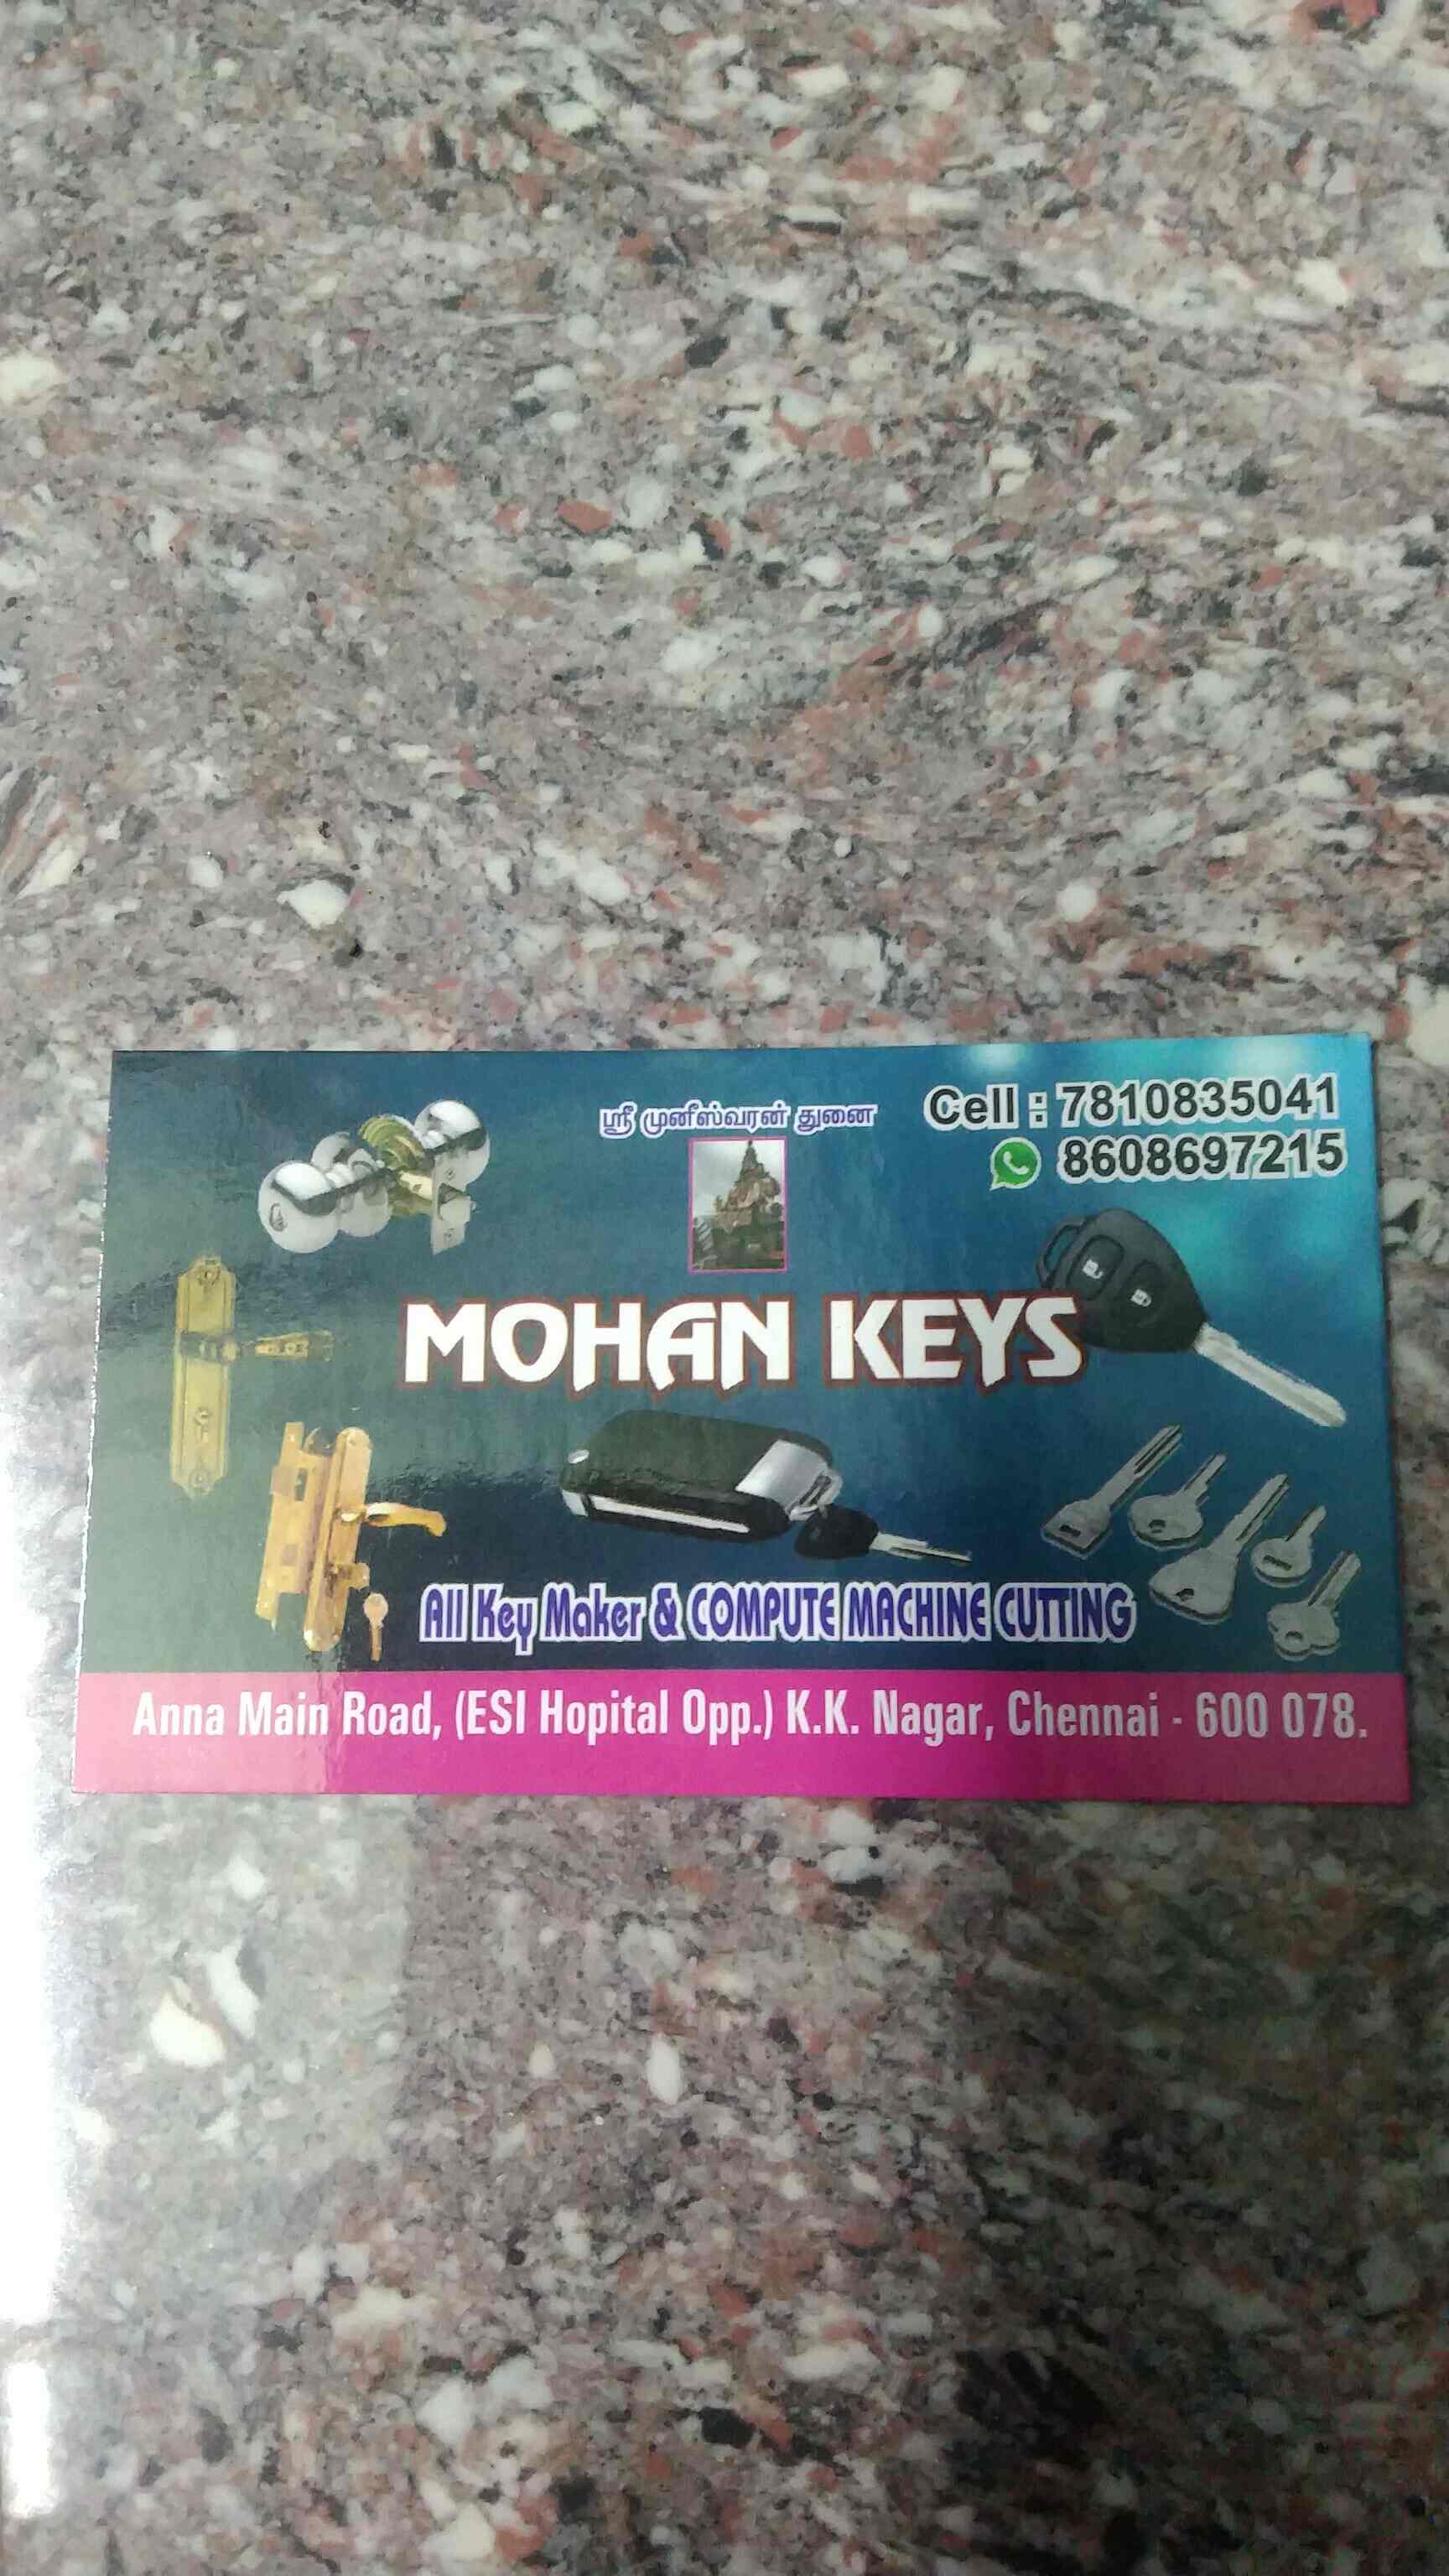 ஸ்ரீ முனீஸ்வரன் துனை
Cell : 7810835041
8608697215
MOHAN KEYS
All Key Maker & COMPUTE MACHINE CUTTING
Anna Main Road, (ESI Hopital Opp.) K.K. Nagar, Chennai - 600 078.